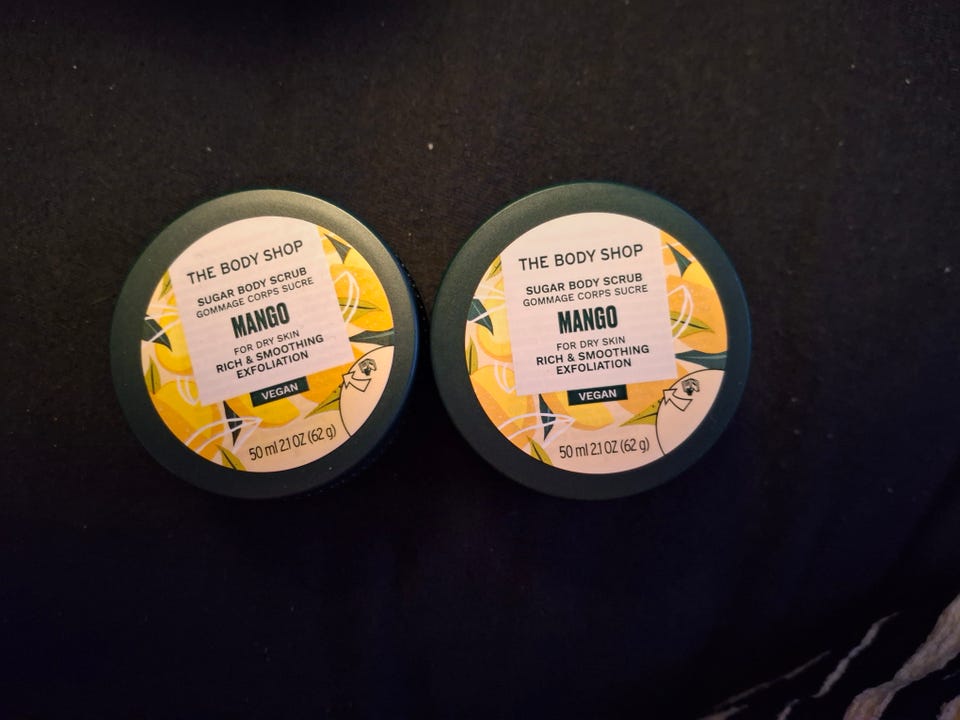 THE BODY SHOP
SUGAR BODY SCRUB
GOMMAGE CORPS SUCRE
MANGO
FOR DRY SKIN
RICH & SMOOTHING
EXFOLIATION
VEGAN
50 ml 2.1 OZ (62 g)
THE BODY SHOP
SUGAR BODY SCRUB
GOMMAGE CORPS SUCRE
MANGO
FOR DRY SKIN
RICH & SMOOTHING
EXFOLIATION
VEGAN
50 ml 2.1 OZ (62 g)